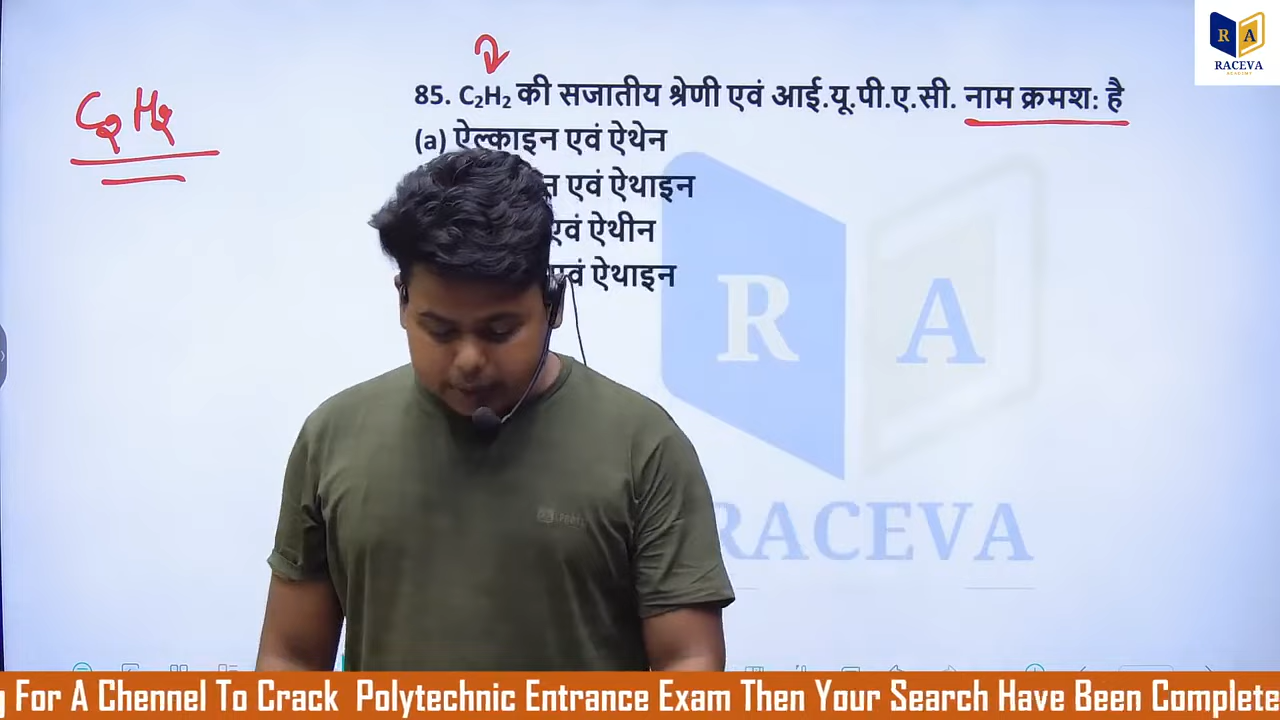 R A
RACEVA
ACADEMY
C₂H₂
2
85. C₂H₂ की सजातीय श्रेणी एवं आई.यू.पी.ए.सी. नाम क्रमश: है
(a) ऐल्काइन एवं ऐथेन
एवं ऐथाइन
एवं ऐथीन
एवं ऐथाइन
R A
RACEVA
For A Chennel To Crack Polytechnic Entrance Exam Then Your Search Have Been Complete